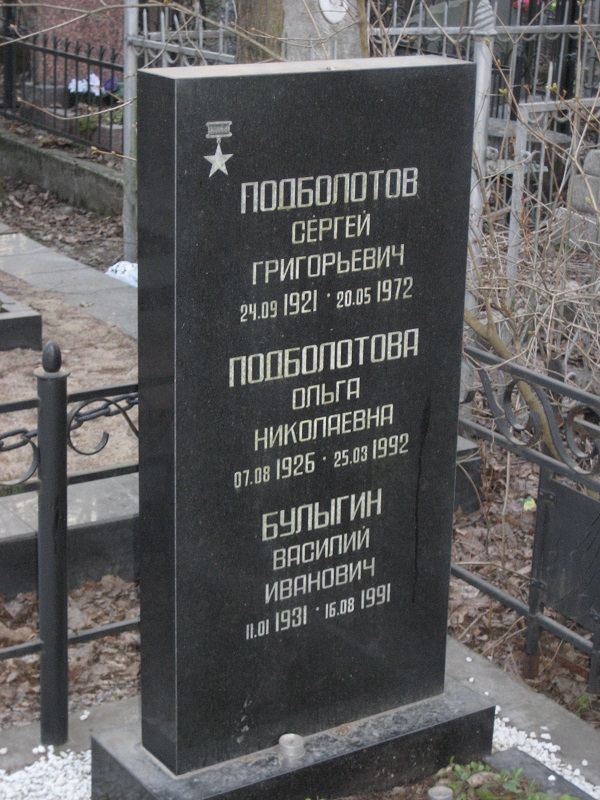 ПОДБОЛОТОВ
СЕРГЕЙ
ГРИГОРЬЕВИЧ
24.09 1921 · 20.05 1972
ПОДБОЛОТОВА
ОЛЬГА
НИКОЛАЕВНА
07.08 1926 · 25.03 1992
БУЛЫГИН
ВАСИЛИЙ
ИВАНОВИЧ
11.01 1931 · 16.08 1991